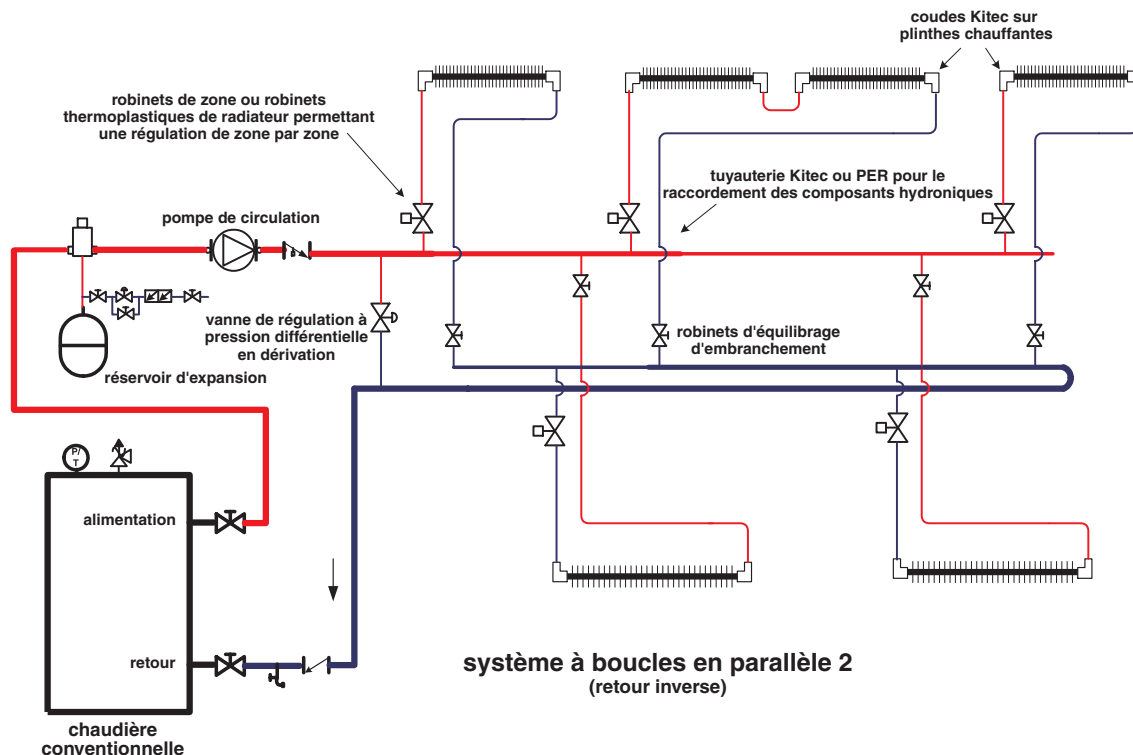 coudes Kitec sur
plinthes chauffantes
robinets de zone ou robinets
thermoplastiques de radiateur permettant
une régulation de zone par zone
tuyauterie Kitec ou PER pour le
raccordement des composants hydroniques
pompe de circulation
vanne de régulation à
pression différentielle
en dérivation
robinets d'équilibrage
d'embranchement
réservoir d'expansion
P/
T
alimentation
retour
système à boucles en parallèle 2
(retour inverse)
chaudière
conventionnelle